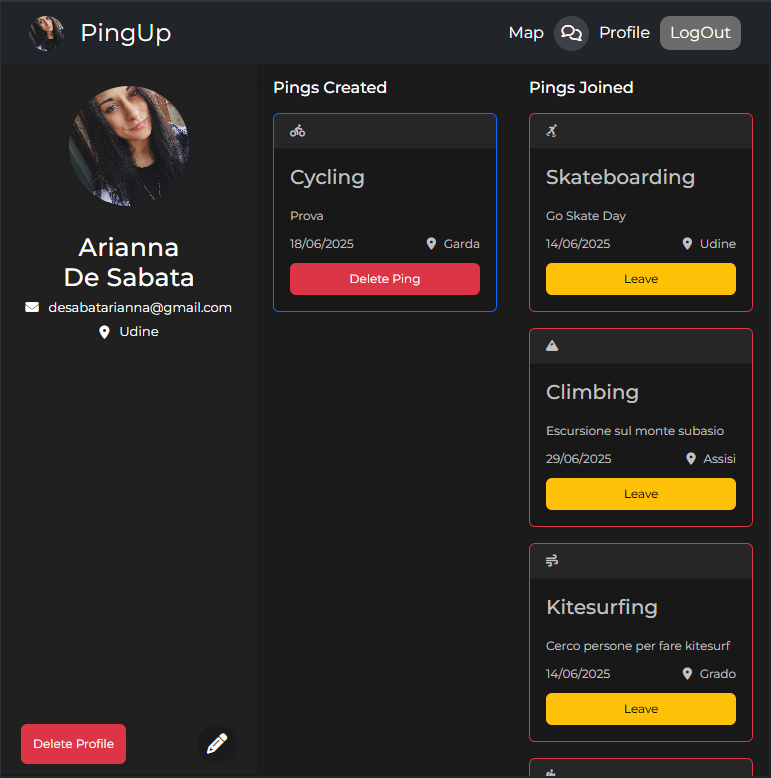 PingUp
Map
Profile
LogOut
Arianna
De Sabata
desabatarianna@gmail.com
Udine
Delete Profile
Pings Created
Cycling
Prova
18/06/2025 Garda
Delete Ping
Pings Joined
Skateboarding
Go Skate Day
14/06/2025 Udine
Leave
Climbing
Escursione sul monte subasio
29/06/2025 Assisi
Leave
Kitesurfing
Cerco persone per fare kitesurf
14/06/2025 Grado
Leave